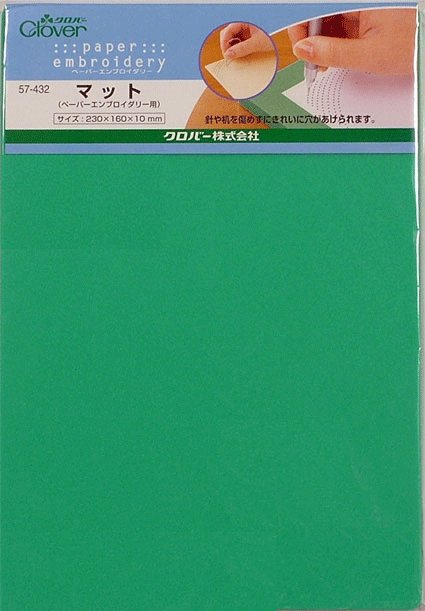 クロバー
Clover
:::paper:::
embroidery
ペーパーエンブロイダリー
57-432
マット
(ペーパーエンブロイダリー用)
サイズ:230×160×10mm
針や机を傷めずにきれいに穴があけられます。
クロバー株式会社